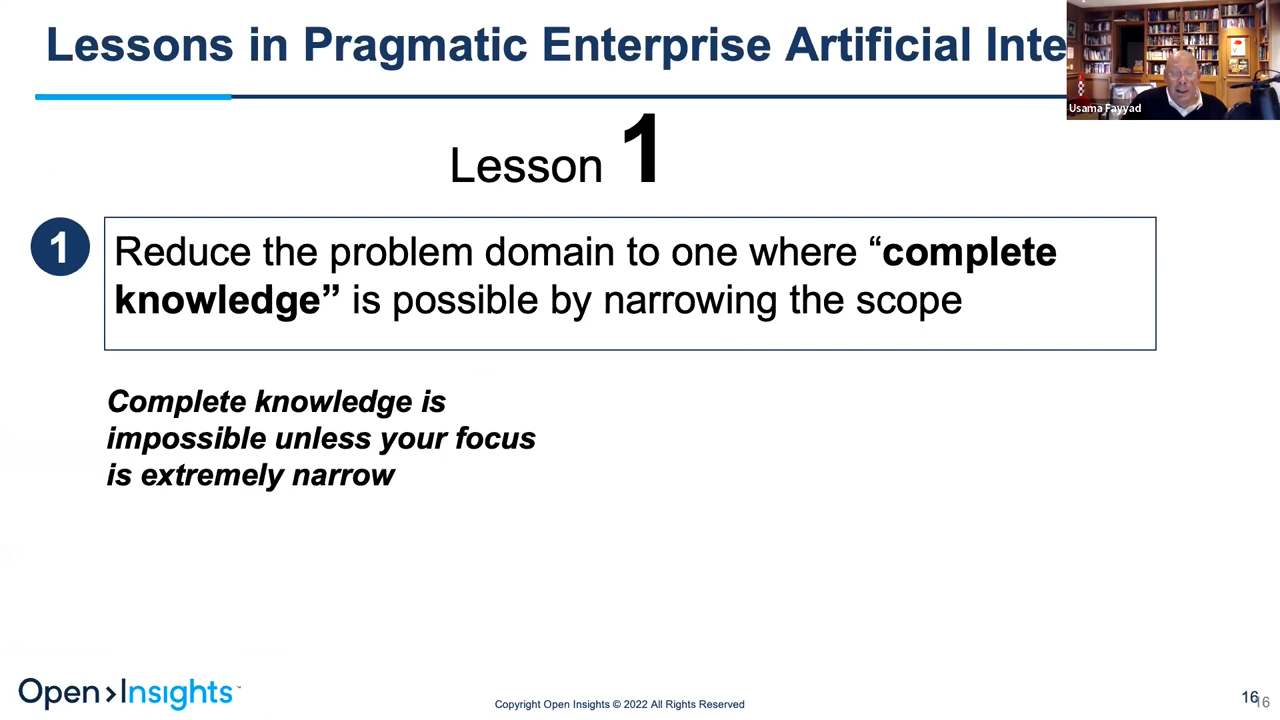 Lessons in Pragmatic Enterprise Artificial Inte
Usama Fayyad
Lesson 1
1
Reduce the problem domain to one where “complete
knowledge” is possible by narrowing the scope
Complete knowledge is
impossible unless your focus
is extremely narrow
Open>Insights™
Copyright Open Insights © 2022 All Rights Reserved
16
16